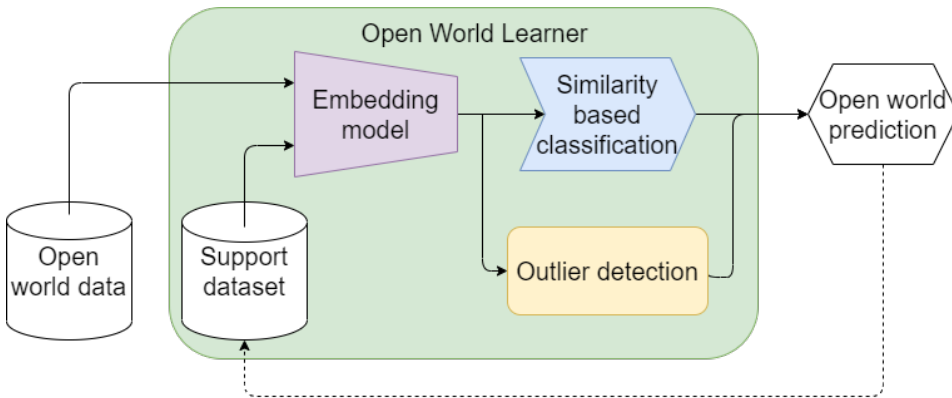 Open World Learner
Embedding
model
Similarity
based
classification
Open world
prediction
Open
world data
Support
dataset
Outlier detection